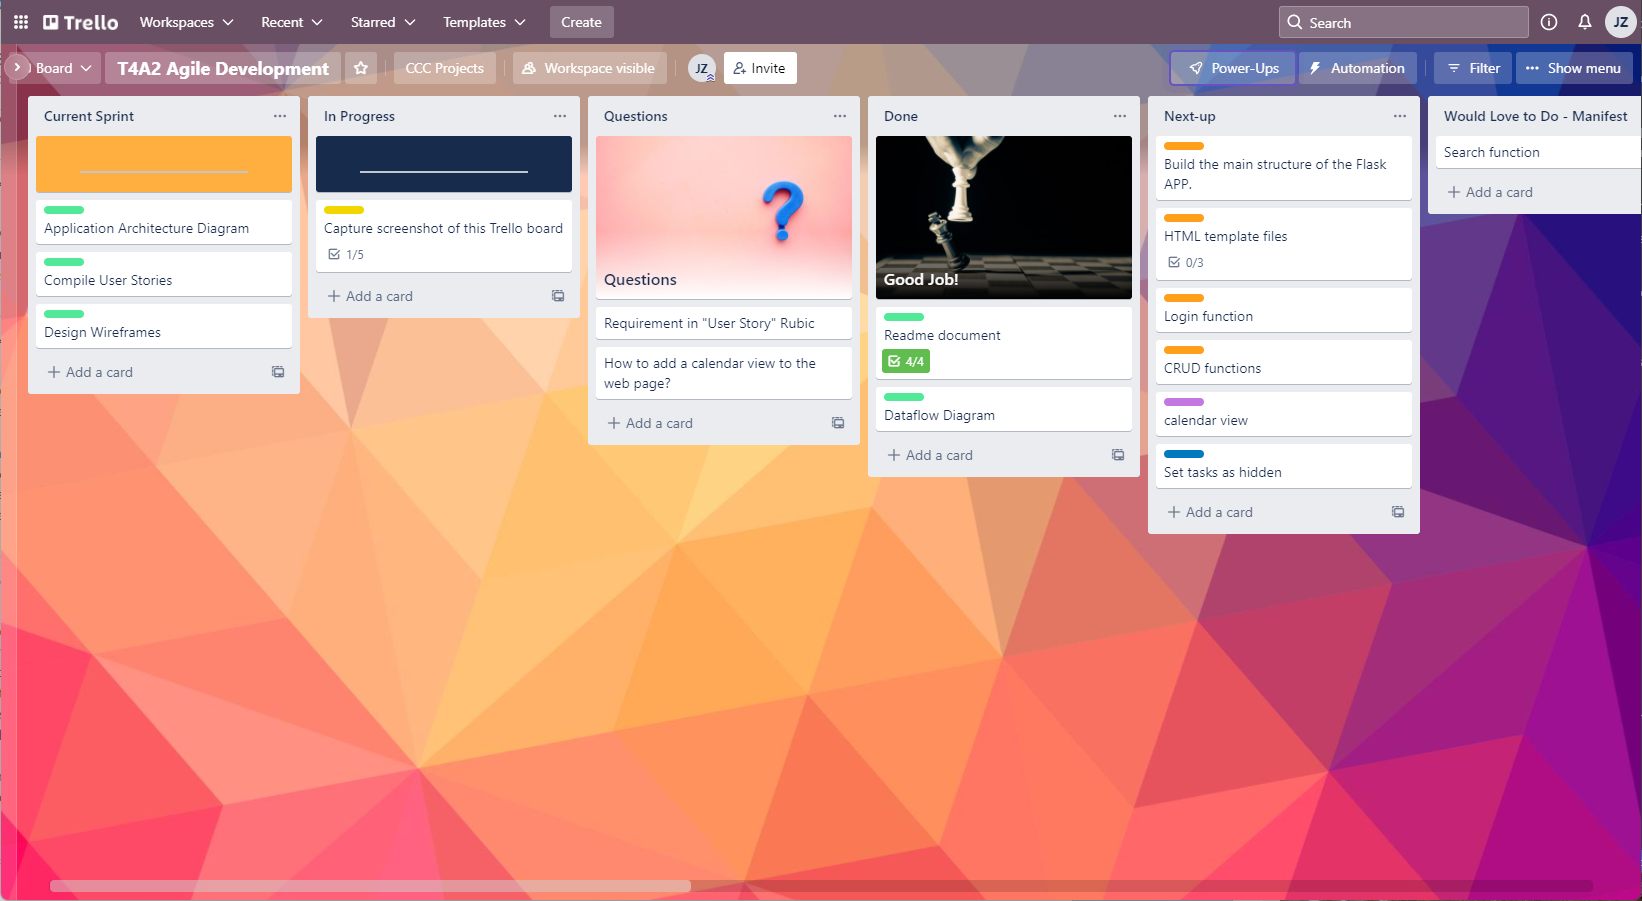 Trello
Workspaces
Recent
Starred
Templates
Create
Search
JZ
Board
T4A2 Agile Development
CCC Projects
Workspace visible
JZ
Invite
Power-Ups
Automation
Filter
Show menu
Current Sprint
Application Architecture Diagram
Compile User Stories
Design Wireframes
Add a card
In Progress
Capture screenshot of this Trello board
1/5
Add a card
Questions
Questions
Requirement in "User Story" Rubic
How to add a calendar view to the
web page?
Add a card
Done
Good Job!
Readme document
4/4
Dataflow Diagram
Add a card
Next-up
Build the main structure of the Flask
APP.
HTML template files
0/3
Login function
CRUD functions
calendar view
Set tasks as hidden
Add a card
Would Love to Do - Manifest
Search function
Add a card